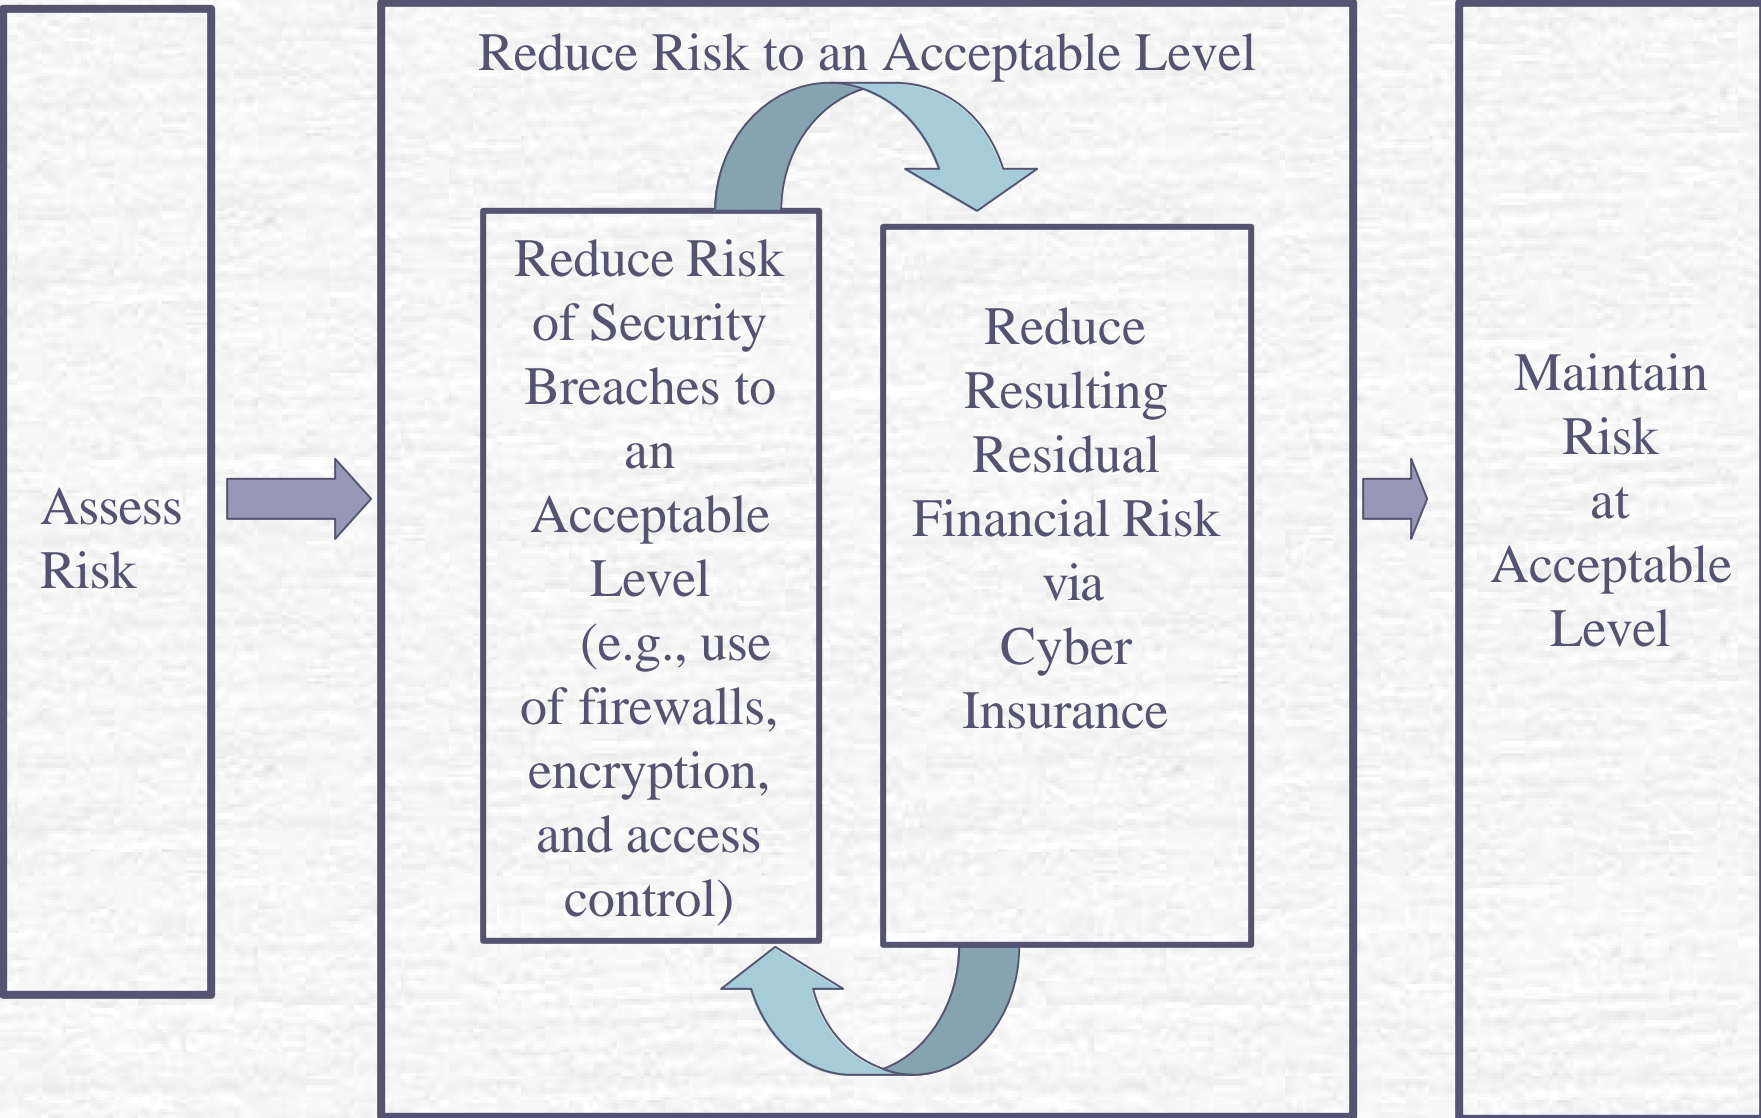 Assess
Risk
Reduce Risk to an Acceptable Level
Reduce Risk
of Security
Breaches to
an
Acceptable
Level
(e.g., use
of firewalls,
encryption,
and access
control)
Reduce
Resulting
Residual
Financial Risk
via
Cyber
Insurance
Maintain
Risk
at
Acceptable
Level